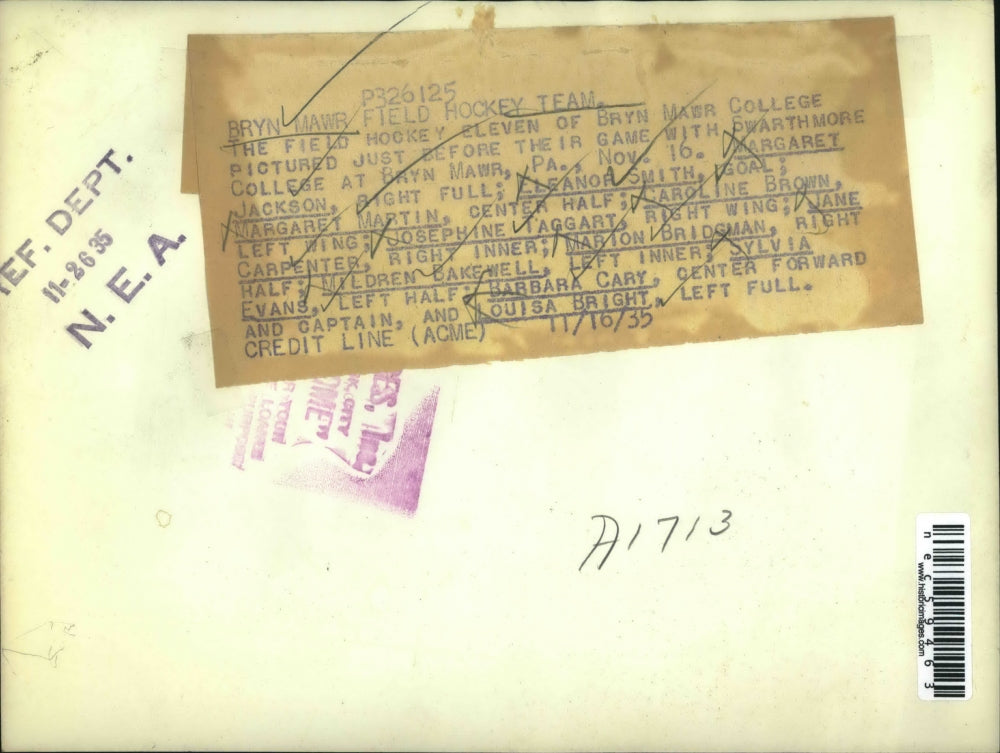 P326125
BRYN MAWR FIELD HOCKEY TEAM.
THE FIELD HOCKEY ELEVEN OF BRYN MAWR COLLEGE
PICTURED JUST BEFORE THEIR GAME WITH SWARTHMORE
COLLEGE AT BRYN MAWR, PA., NOV. 16. MARGARET
JACKSON, RIGHT FULL; ELEANOR SMITH, GOAL;
MARGARET MARTIN, CENTER HALF; CAROLINE BROWN,
LEFT WING; JOSEPHINE TAGGART, RIGHT WING; JANE
CARPENTER, RIGHT INNER; MARION BRIDGMAN, RIGHT
HALF; MILDREN BAKEWELL, LEFT INNER; SYLVIA
EVANS, LEFT HALF; BARBARA CARY, CENTER FORWARD
AND CAPTAIN, AND LOUISA BRIGHT, LEFT FULL.
CREDIT LINE (ACME) 11/16/35
EF. DEPT.
11-26 35
N. E. A.
K CITY
A1713
nec59463
www.historicimages.com